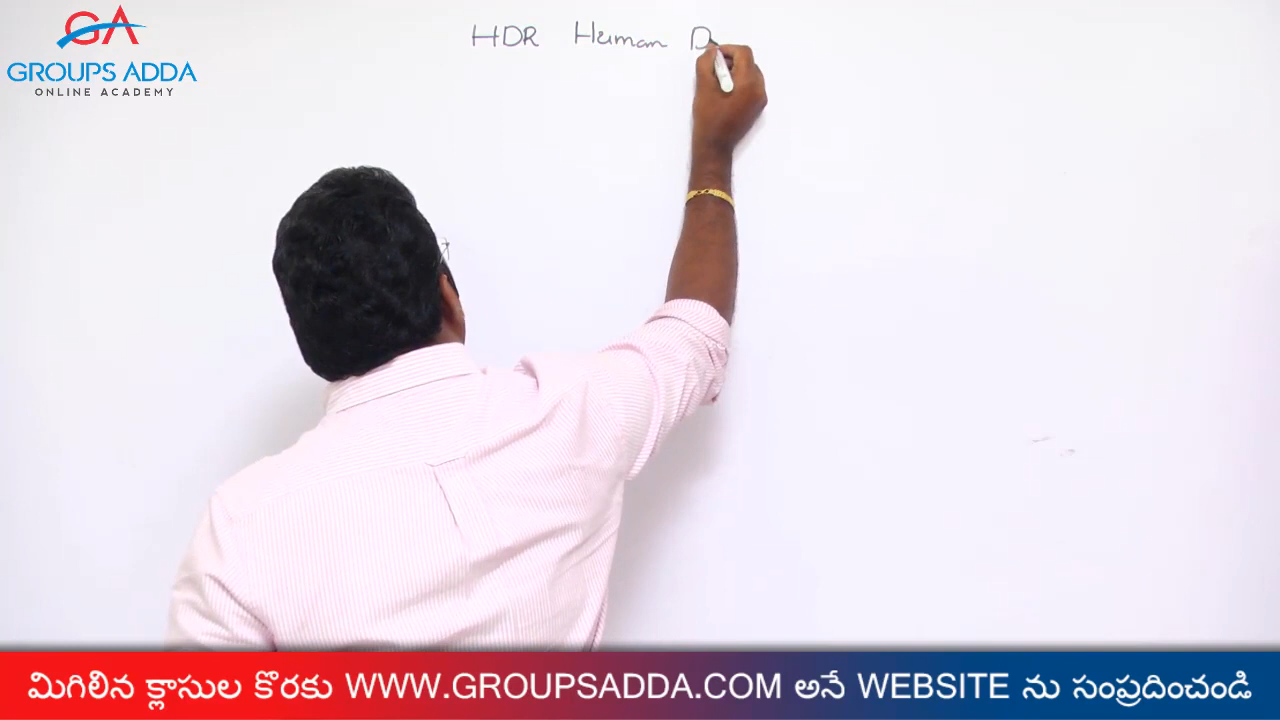 GA
GROUPS ADDA
ONLINE ACADEMY
HDR Human D
మిగిలిన క్లాసుల కొరకు WWW.GROUPSADDA.COM అనే WEBSITE ను సంప్రదించండి